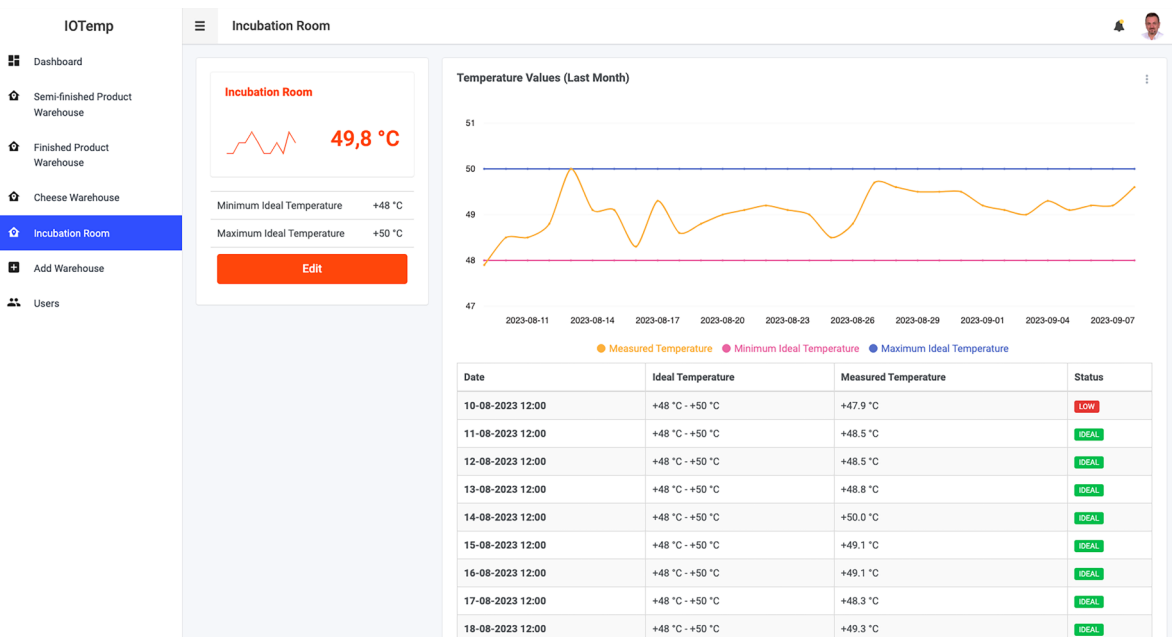 IOTemp
Incubation Room
Dashboard
Semi-finished Product
Warehouse
Finished Product
Warehouse
Cheese Warehouse
Incubation Room
Add Warehouse
Users
Incubation Room
49,8 °C
Minimum Ideal Temperature +48 °C
Maximum Ideal Temperature +50 °C
Edit
Temperature Values (Last Month)
51
50
49
48
47
2023-08-11 2023-08-14 2023-08-17 2023-08-20 2023-08-23 2023-08-26 2023-08-29 2023-09-01 2023-09-04 2023-09-07
Measured Temperature Minimum Ideal Temperature Maximum Ideal Temperature
Date Ideal Temperature Measured Temperature Status
10-08-2023 12:00 +48 °C - +50 °C +47.9 °C LOW
11-08-2023 12:00 +48 °C - +50 °C +48.5 °C IDEAL
12-08-2023 12:00 +48 °C - +50 °C +48.5 °C IDEAL
13-08-2023 12:00 +48 °C - +50 °C +48.8 °C IDEAL
14-08-2023 12:00 +48 °C - +50 °C +50.0 °C IDEAL
15-08-2023 12:00 +48 °C - +50 °C +49.1 °C IDEAL
16-08-2023 12:00 +48 °C - +50 °C +49.1 °C IDEAL
17-08-2023 12:00 +48 °C - +50 °C +48.3 °C IDEAL
18-08-2023 12:00 +48 °C - +50 °C +49.3 °C IDEAL